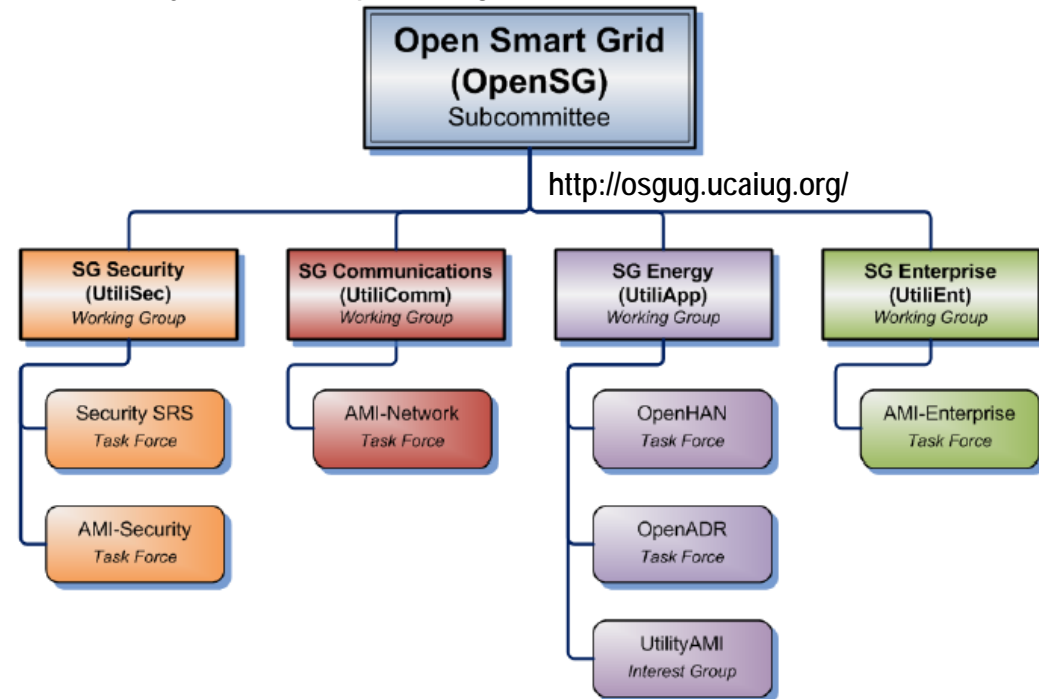 Open Smart Grid
(OpenSG)
Subcommittee
http://osgug.ucaiug.org/
SG Security
(UtiliSec)
Working Group
SG Communications
(UtiliComm)
Working Group
SG Energy
(UtiliApp)
Working Group
SG Enterprise
(UtiliEnt)
Working Group
Security SRS
Task Force
AMI-Network
Task Force
OpenHAN
Task Force
AMI-Enterprise
Task Force
AMI-Security
Task Force
OpenADR
Task Force
UtilityAMI
Interest Group